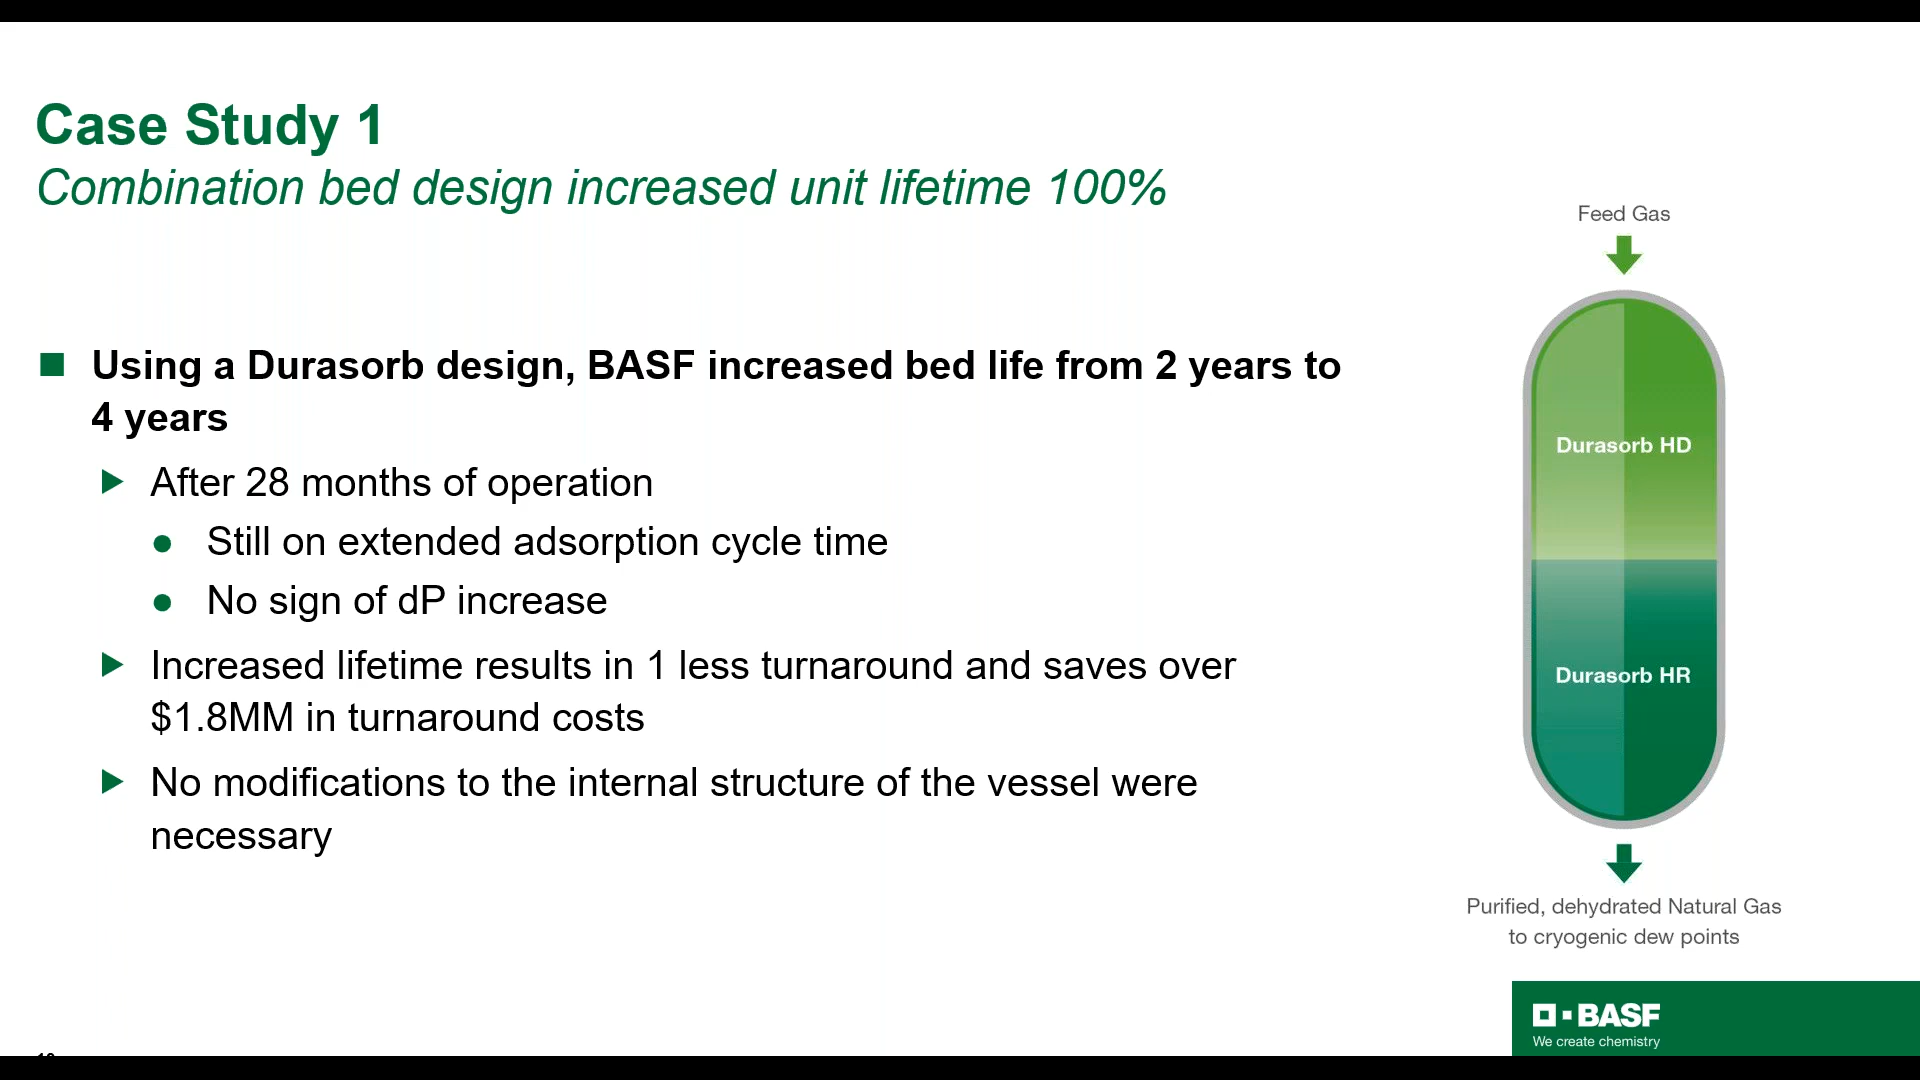 Case Study 1
Combination bed design increased unit lifetime 100%
Using a Durasorb design, BASF increased bed life from 2 years to
4 years
After 28 months of operation
Still on extended adsorption cycle time
No sign of dP increase
Increased lifetime results in 1 less turnaround and saves over
$1.8MM in turnaround costs
No modifications to the internal structure of the vessel were
necessary
Feed Gas
Durasorb HD
Durasorb HR
Purified, dehydrated Natural Gas
to cryogenic dew points
BASF
We create chemistry